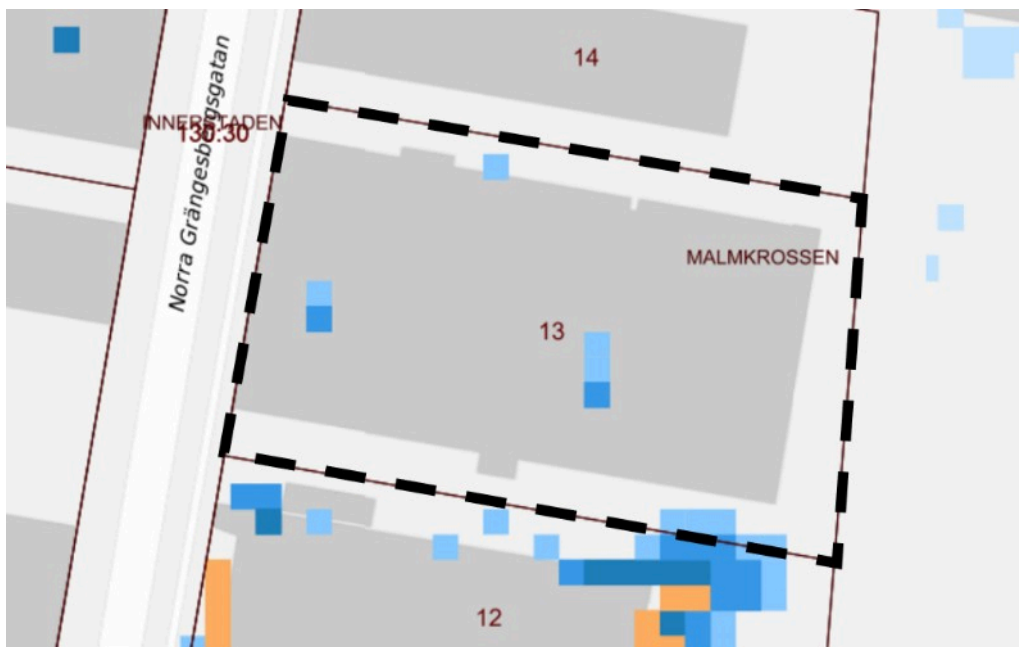 14
INNERSTADEN
130:30
Norra Grängesbergsgatan
MALMKROSSEN
13
12